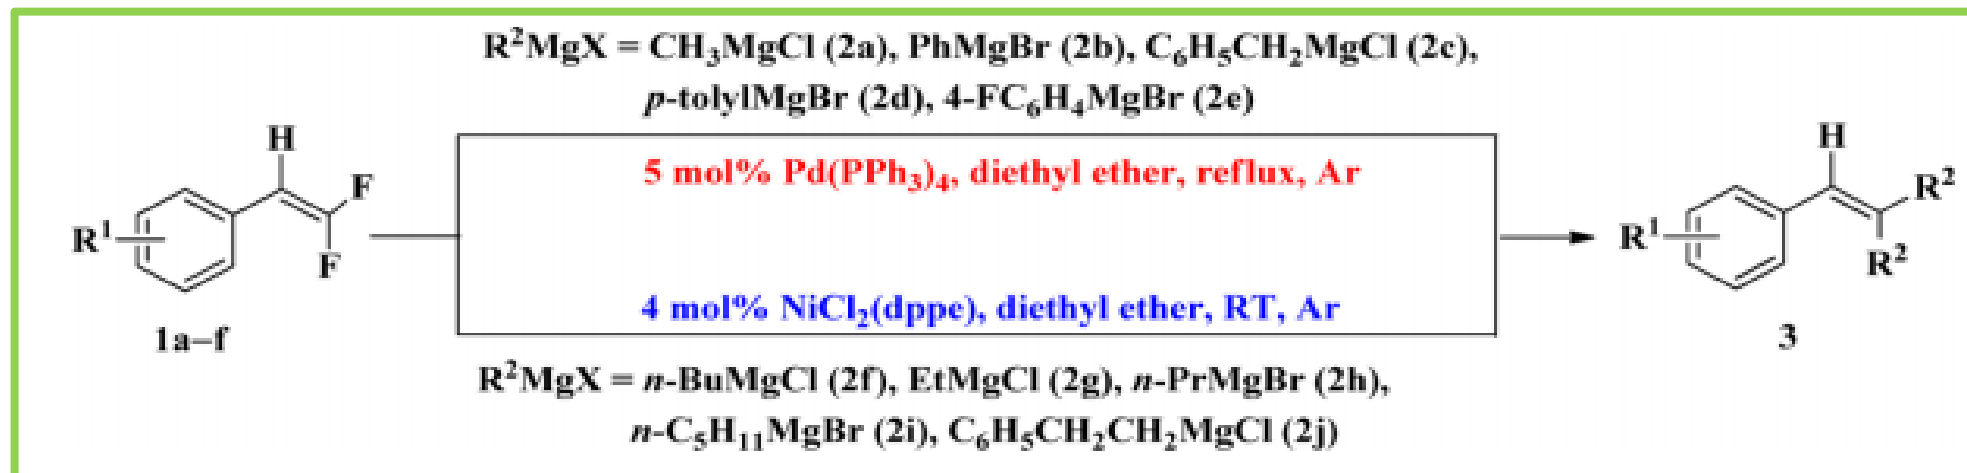 R²MgX = CH₃MgCl (2a), PhMgBr (2b), C₆H₅CH₂MgCl (2c),
p-tolylMgBr (2d), 4-FC₆H₄MgBr (2e)
H
F
R¹
F
1a–f
5 mol% Pd(PPh₃)₄, diethyl ether, reflux, Ar
4 mol% NiCl₂(dppe), diethyl ether, RT, Ar
H
R²
R¹
R²
3
R²MgX = n-BuMgCl (2f), EtMgCl (2g), n-PrMgBr (2h),
n-C₅H₁₁MgBr (2i), C₆H₅CH₂CH₂MgCl (2j)